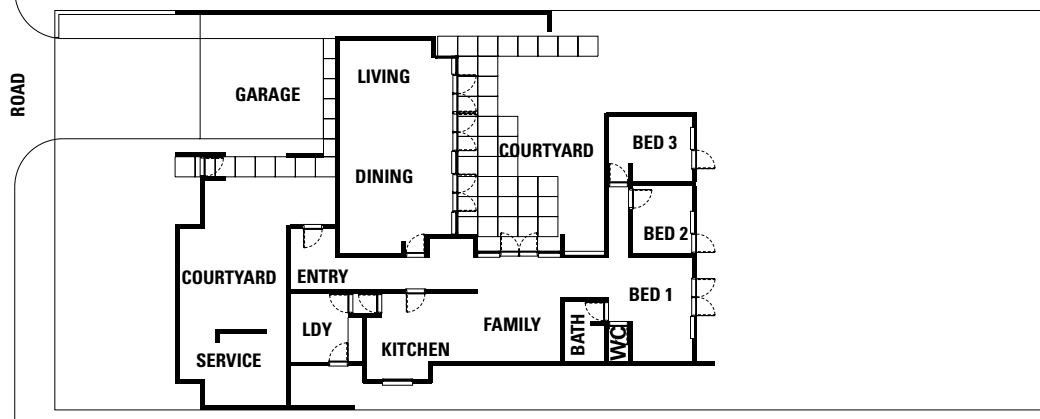 ROAD
GARAGE
LIVING
DINING
COURTYARD
BED 3
BED 2
BED 1
COURTYARD
ENTRY
LDY
KITCHEN
FAMILY
BATH
WC
SERVICE